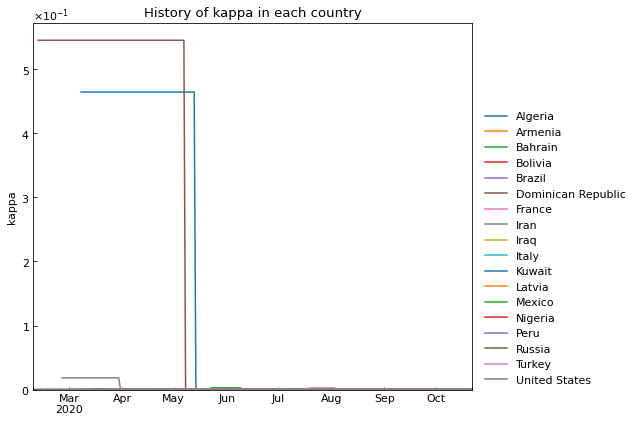 History of kappa in each country
×10⁻¹
5
4
3
2
1
0
kappa
Mar
2020
Apr
May
Jun
Jul
Aug
Sep
Oct
Algeria
Armenia
Bahrain
Bolivia
Brazil
Dominican Republic
France
Iran
Iraq
Italy
Kuwait
Latvia
Mexico
Nigeria
Peru
Russia
Turkey
United States